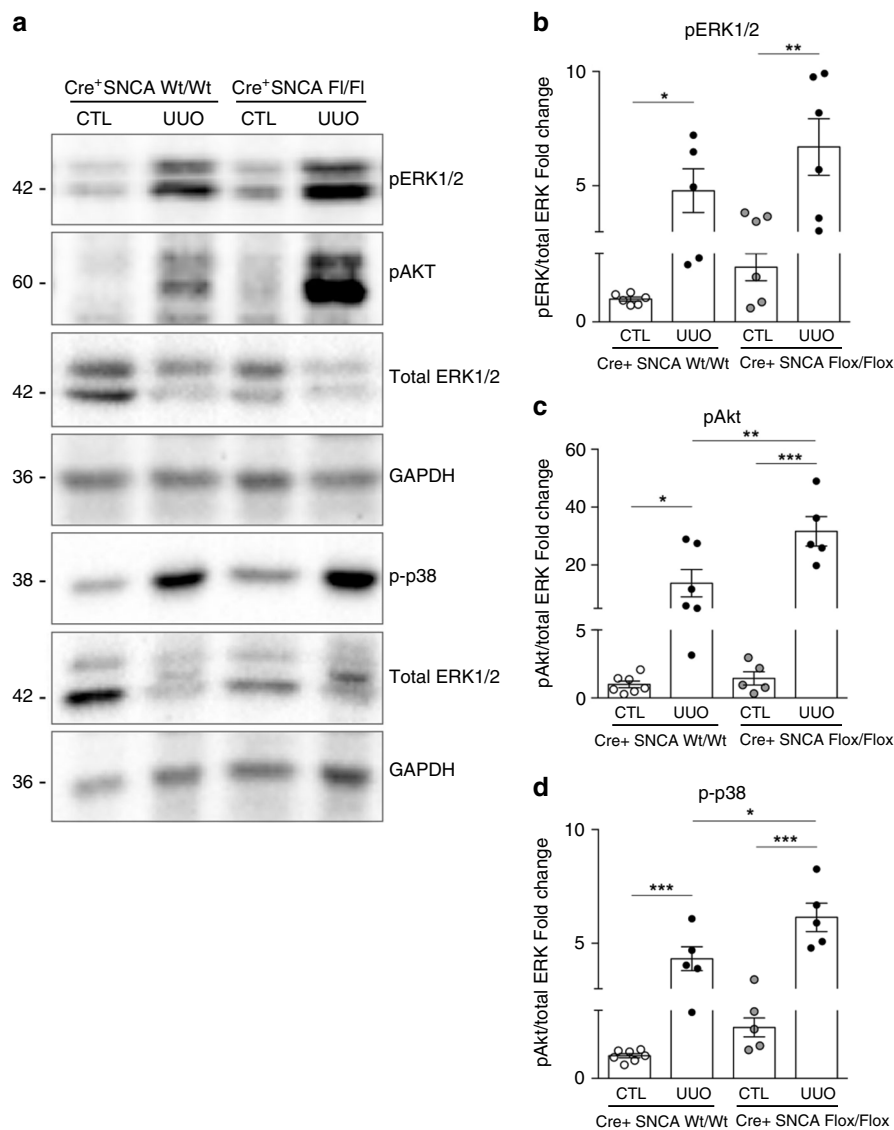 a
Cre+SNCA Wt/Wt Cre+SNCA Fl/Fl
CTL UUO CTL UUO
42 - pERK1/2
60 - pAKT
42 - Total ERK1/2
36 - GAPDH
38 - p-p38
42 - Total ERK1/2
36 - GAPDH
b
pERK1/2
**
*
10
5
0
pERK/total ERK Fold change
CTL UUO CTL UUO
Cre+ SNCA Wt/Wt Cre+ SNCA Flox/Flox
c
pAkt
**
***
*
60
40
20
5
0
pAkt/total ERK Fold change
CTL UUO CTL UUO
Cre+ SNCA Wt/Wt Cre+ SNCA Flox/Flox
d
p-p38
*
***
***
10
5
0
pAkt/total ERK Fold change
CTL UUO CTL UUO
Cre+ SNCA Wt/Wt Cre+ SNCA Flox/Flox